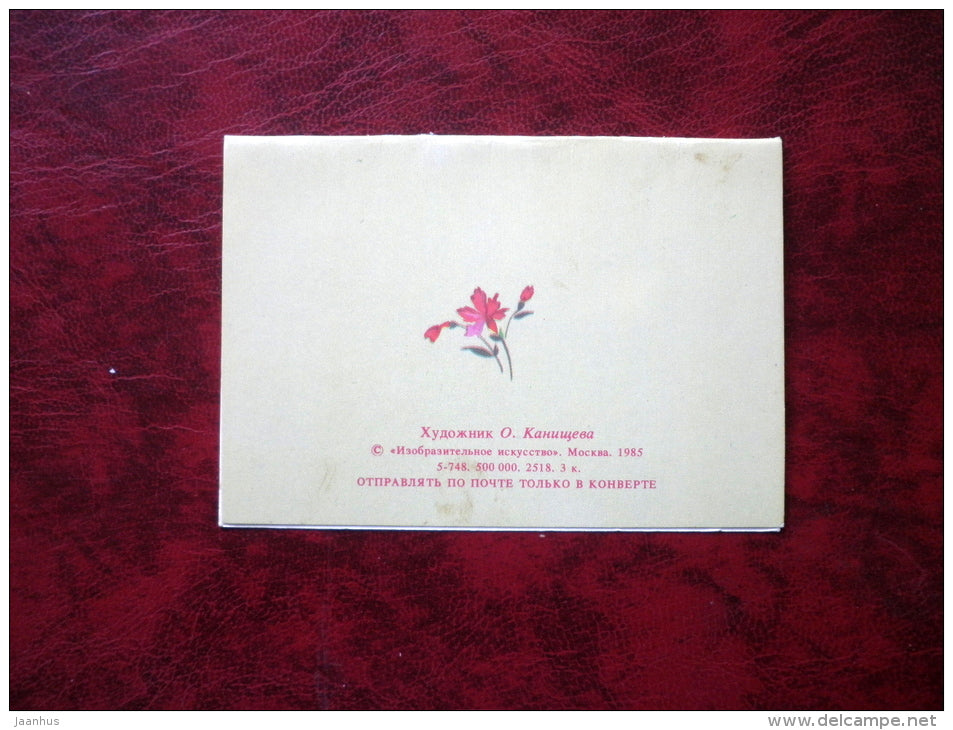 Художник О. Канищева
© «Изобразительное искусство». Москва. 1985
5-748. 500 000. 2518. 3 к.
ОТПРАВЛЯТЬ ПО ПОЧТЕ ТОЛЬКО В КОНВЕРТЕ
Jaanhus
www.delcampe.net